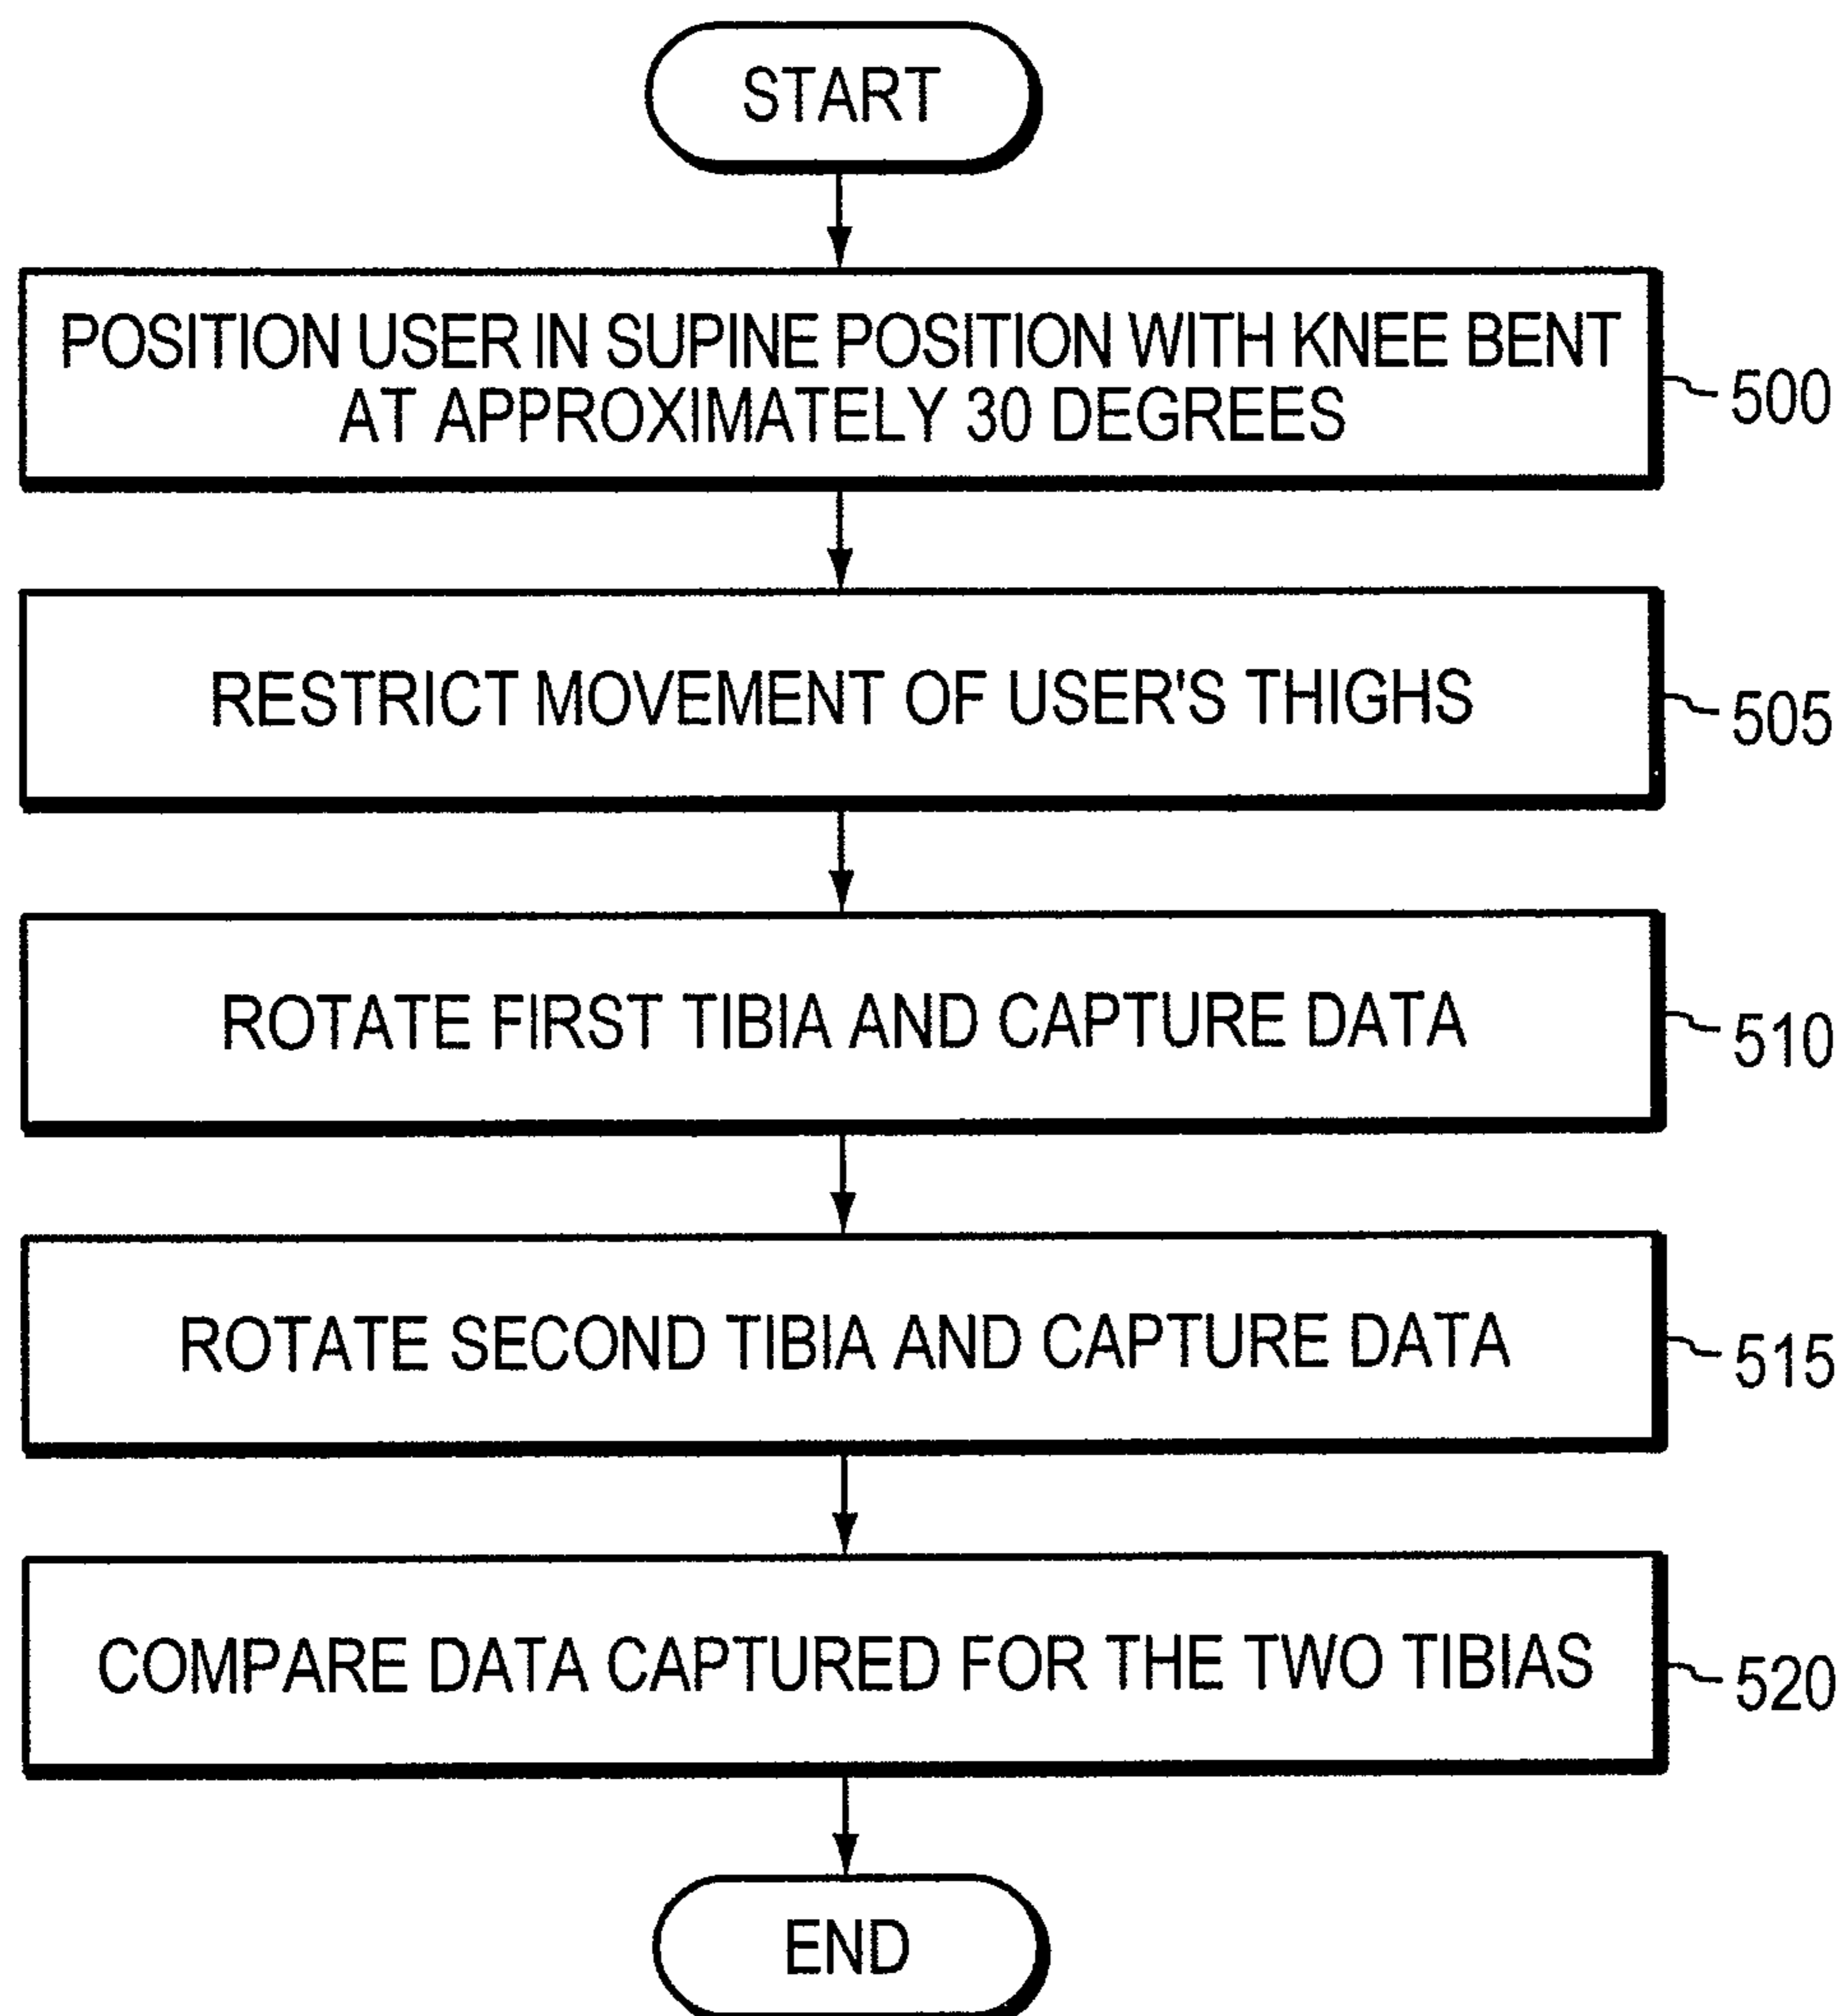 START
POSITION USER IN SUPINE POSITION WITH KNEE BENT
AT APPROXIMATELY 30 DEGREES
500
RESTRICT MOVEMENT OF USER'S THIGHS
505
ROTATE FIRST TIBIA AND CAPTURE DATA
510
ROTATE SECOND TIBIA AND CAPTURE DATA
515
COMPARE DATA CAPTURED FOR THE TWO TIBIAS
520
END